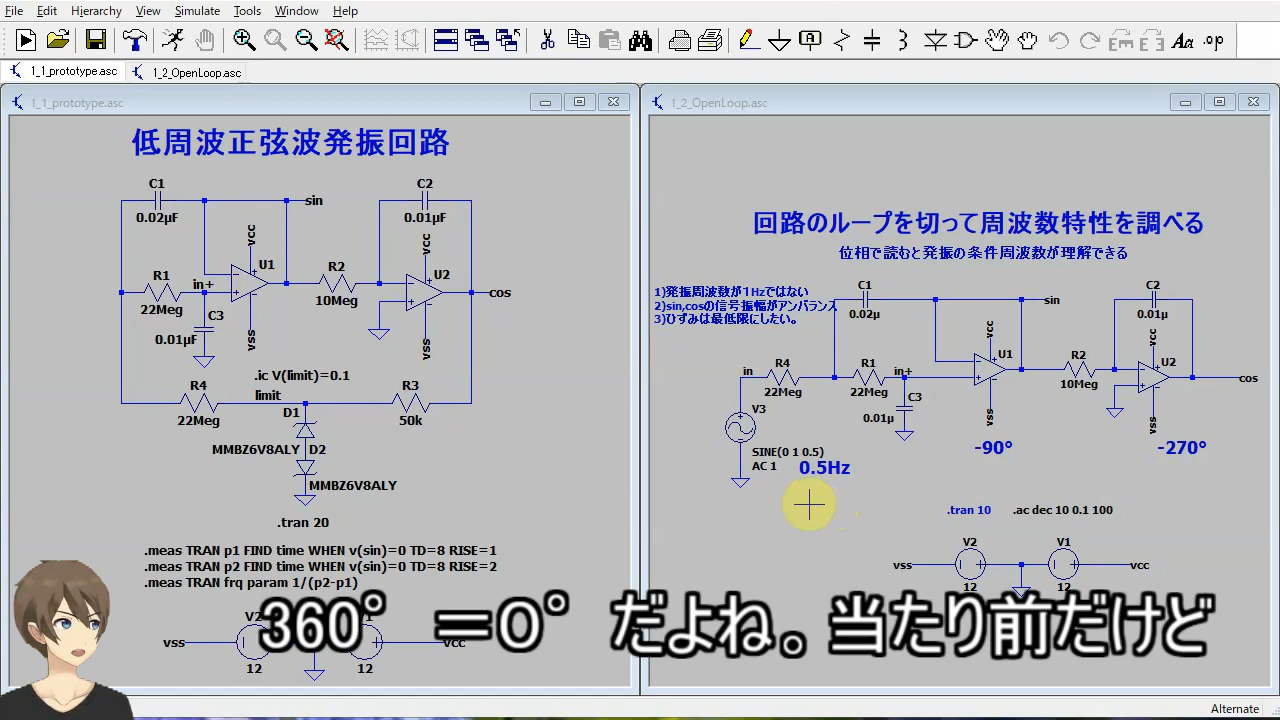 File Edit Hierarchy View Simulate Tools Window Help
1_1_prototype.asc
1_2_OpenLoop.asc
1_1_prototype.asc
低周波正弦波発振回路
C1
0.02µF
sin
C2
0.01µF
vcc
U1
vcc
U2
R1
in+
22Meg
R2
10Meg
cos
C3
0.01µF
vss
vss
.ic V(limit)=0.1
R4
22Meg
limit
R3
50k
D1
MMBZ6V8ALY
D2
MMBZ6V8ALY
.tran 20
.meas TRAN p1 FIND time WHEN v(sin)=0 TD=8 RISE=1
.meas TRAN p2 FIND time WHEN v(sin)=0 TD=8 RISE=2
.meas TRAN frq param 1/(p2-p1)
vss
12
vcc
12
1_2_OpenLoop.asc
回路のループを切って周波数特性を調べる
位相で読むと発振の条件周波数が理解できる
1)発振周波数が1Hzではない
2)sin,cosの信号振幅がアンバランス
3)ひずみは最低限にしたい。
C1
0.02µ
sin
C2
0.01µ
vcc
U1
vcc
U2
in
R4
22Meg
R1
22Meg
in+
R2
10Meg
cos
C3
0.01µ
vss
vss
V3
SINE(0 1 0.5)
AC 1
0.5Hz
-90°
-270°
.tran 10
.ac dec 10 0.1 100
V2
vss
12
V1
vcc
12
360°＝0°だよね。当たり前だけど
Alternate
.op